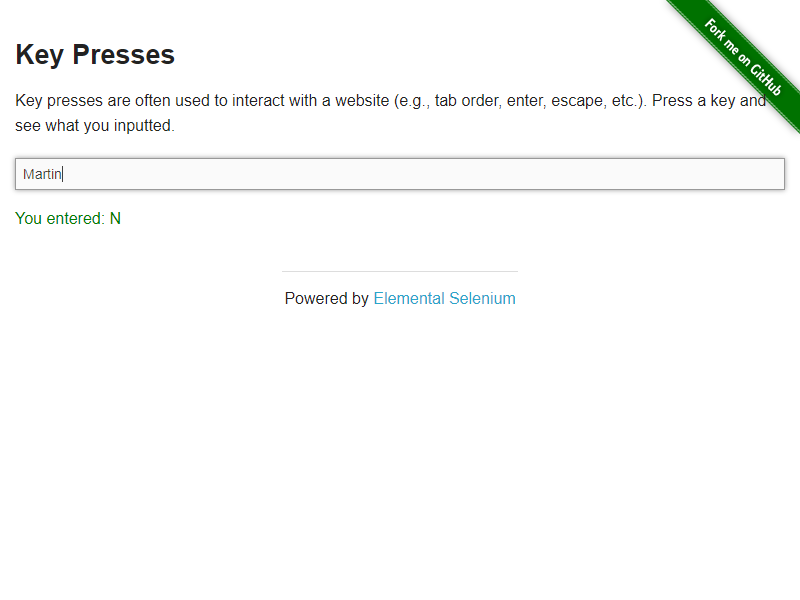 Fork me on GitHub
Key Presses
Key presses are often used to interact with a website (e.g., tab order, enter, escape, etc.). Press a key and
see what you inputted.
Martin
You entered: N
Powered by Elemental Selenium